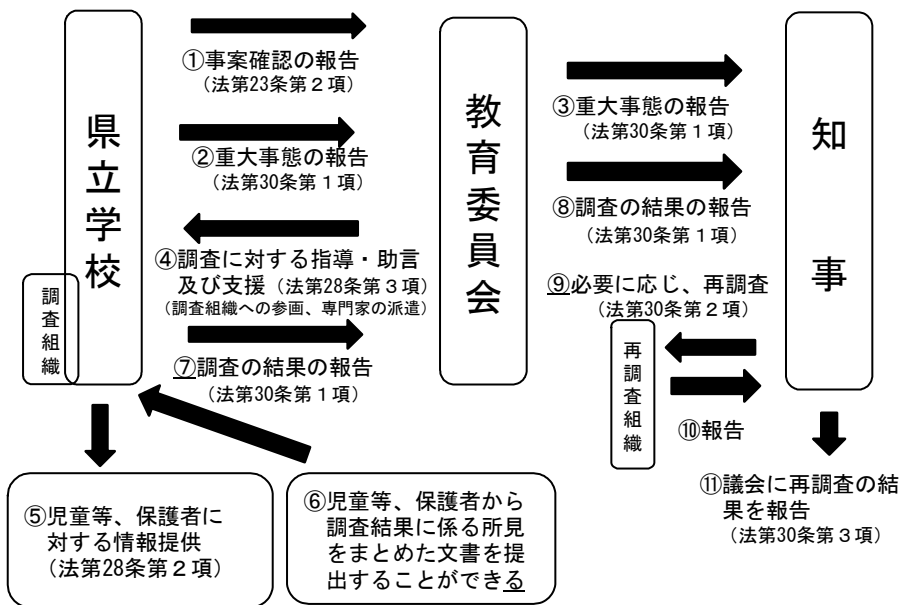 県立学校
調査組織
①事案確認の報告
（法第23条第２項）
②重大事態の報告
（法第30条第１項）
④調査に対する指導・助言
及び支援（法第28条第３項）
（調査組織への参画、専門家の派遣）
⑦調査の結果の報告
（法第30条第１項）
教育委員会
③重大事態の報告
（法第30条第１項）
⑧調査の結果の報告
（法第30条第１項）
⑨必要に応じ、再調査
（法第30条第２項）
再調査組織
⑩報告
知事
⑪議会に再調査の結
果を報告
（法第30条第３項）
⑤児童等、保護者に
対する情報提供
（法第28条第２項）
⑥児童等、保護者から
調査結果に係る所見
をまとめた文書を提
出することができる